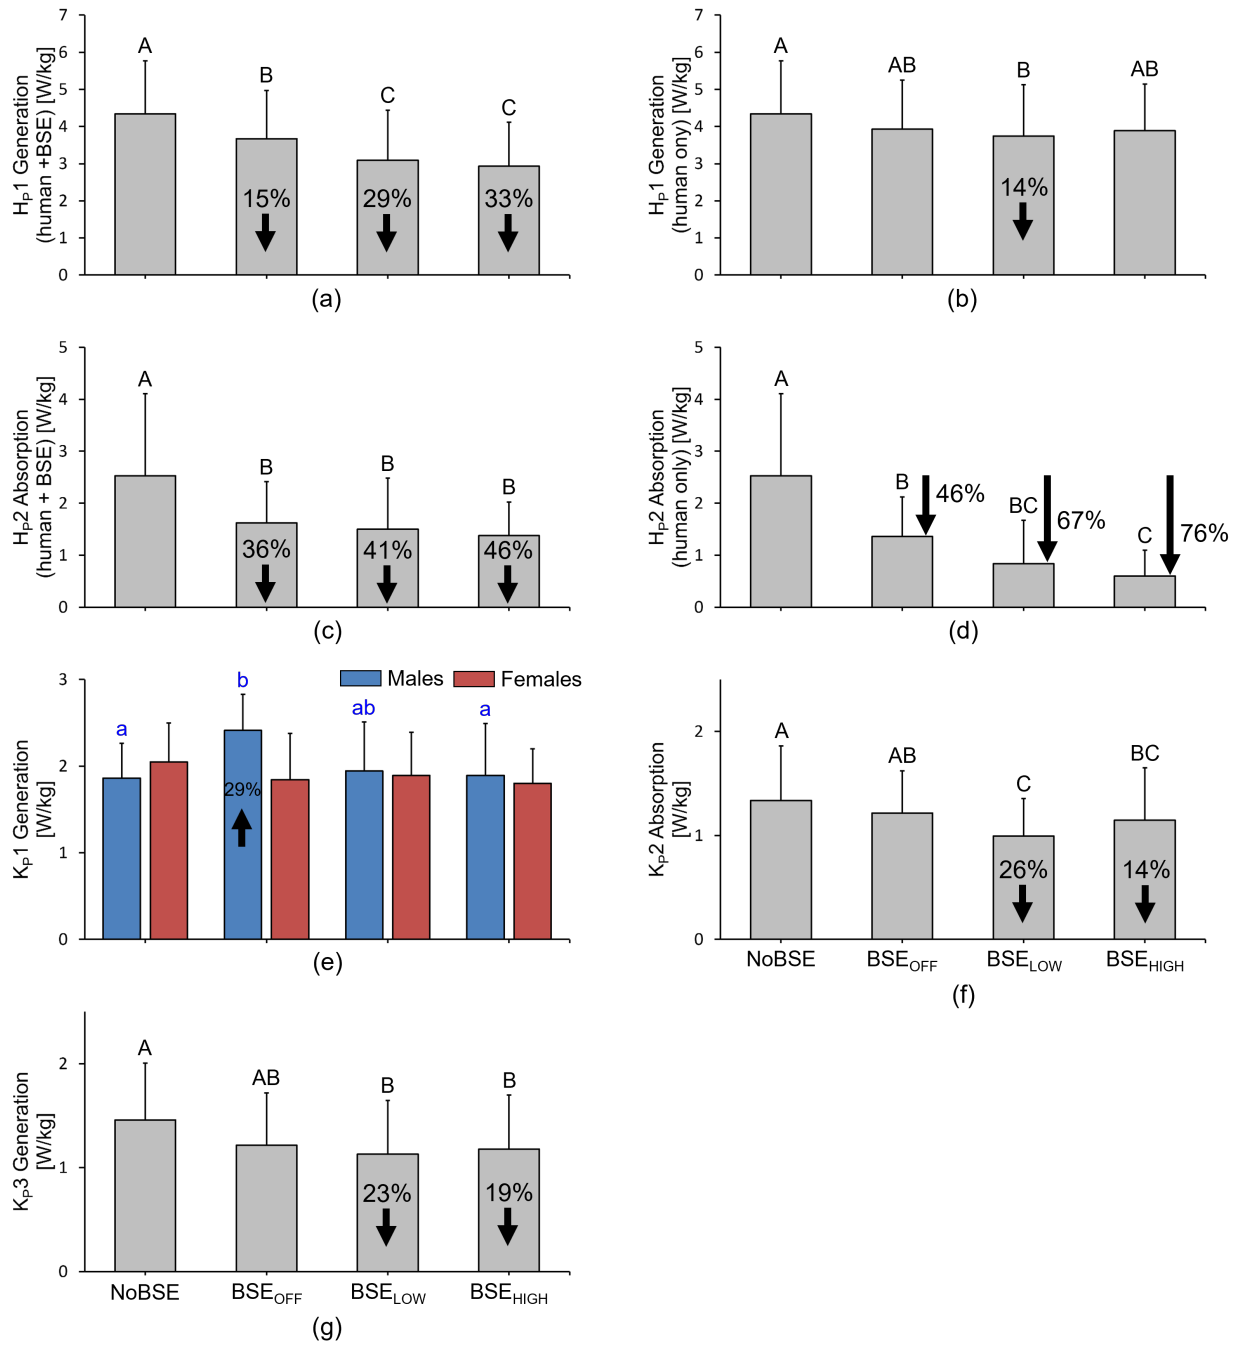 HP1 Generation
(human +BSE) [W/kg]
7
6
5
4
3
2
1
0
A
B
C
C
15%
29%
33%
(a)
HP1 Generation
(human ony) [W/kg]
7
6
5
4
3
2
1
0
A
AB
B
AB
14%
(b)
HP2 Absorption
(human + BSE) [W/kg]
5
4
3
2
1
0
A
B
B
B
36%
41%
46%
(c)
HP2 Absorption
(human only) [W/kg]
5
4
3
2
1
0
A
B
46%
BC
67%
C
76%
(d)
KP1 Generation
[W/kg]
3
2
1
0
Males
Females
a
b
ab
a
29%
(e)
KP2 Absorption
[W/kg]
2
1
0
A
AB
C
BC
26%
14%
NoBSE
BSEOFF
BSELOW
BSEHIGH
(f)
KP3 Generation
[W/kg]
2
1
0
A
AB
B
B
23%
19%
NoBSE
BSEOFF
BSELOW
BSEHIGH
(g)